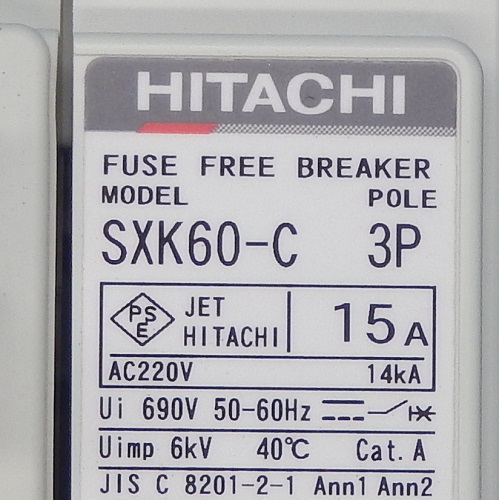 HITACHI
FUSE FREE BREAKER
MODEL POLE
SXK60-C 3P
PSE JET HITACHI 15A
AC220V 14kA
Ui 690V 50-60Hz
Uimp 6kV 40℃ Cat. A
JIS C 8201-2-1 Ann1 Ann2